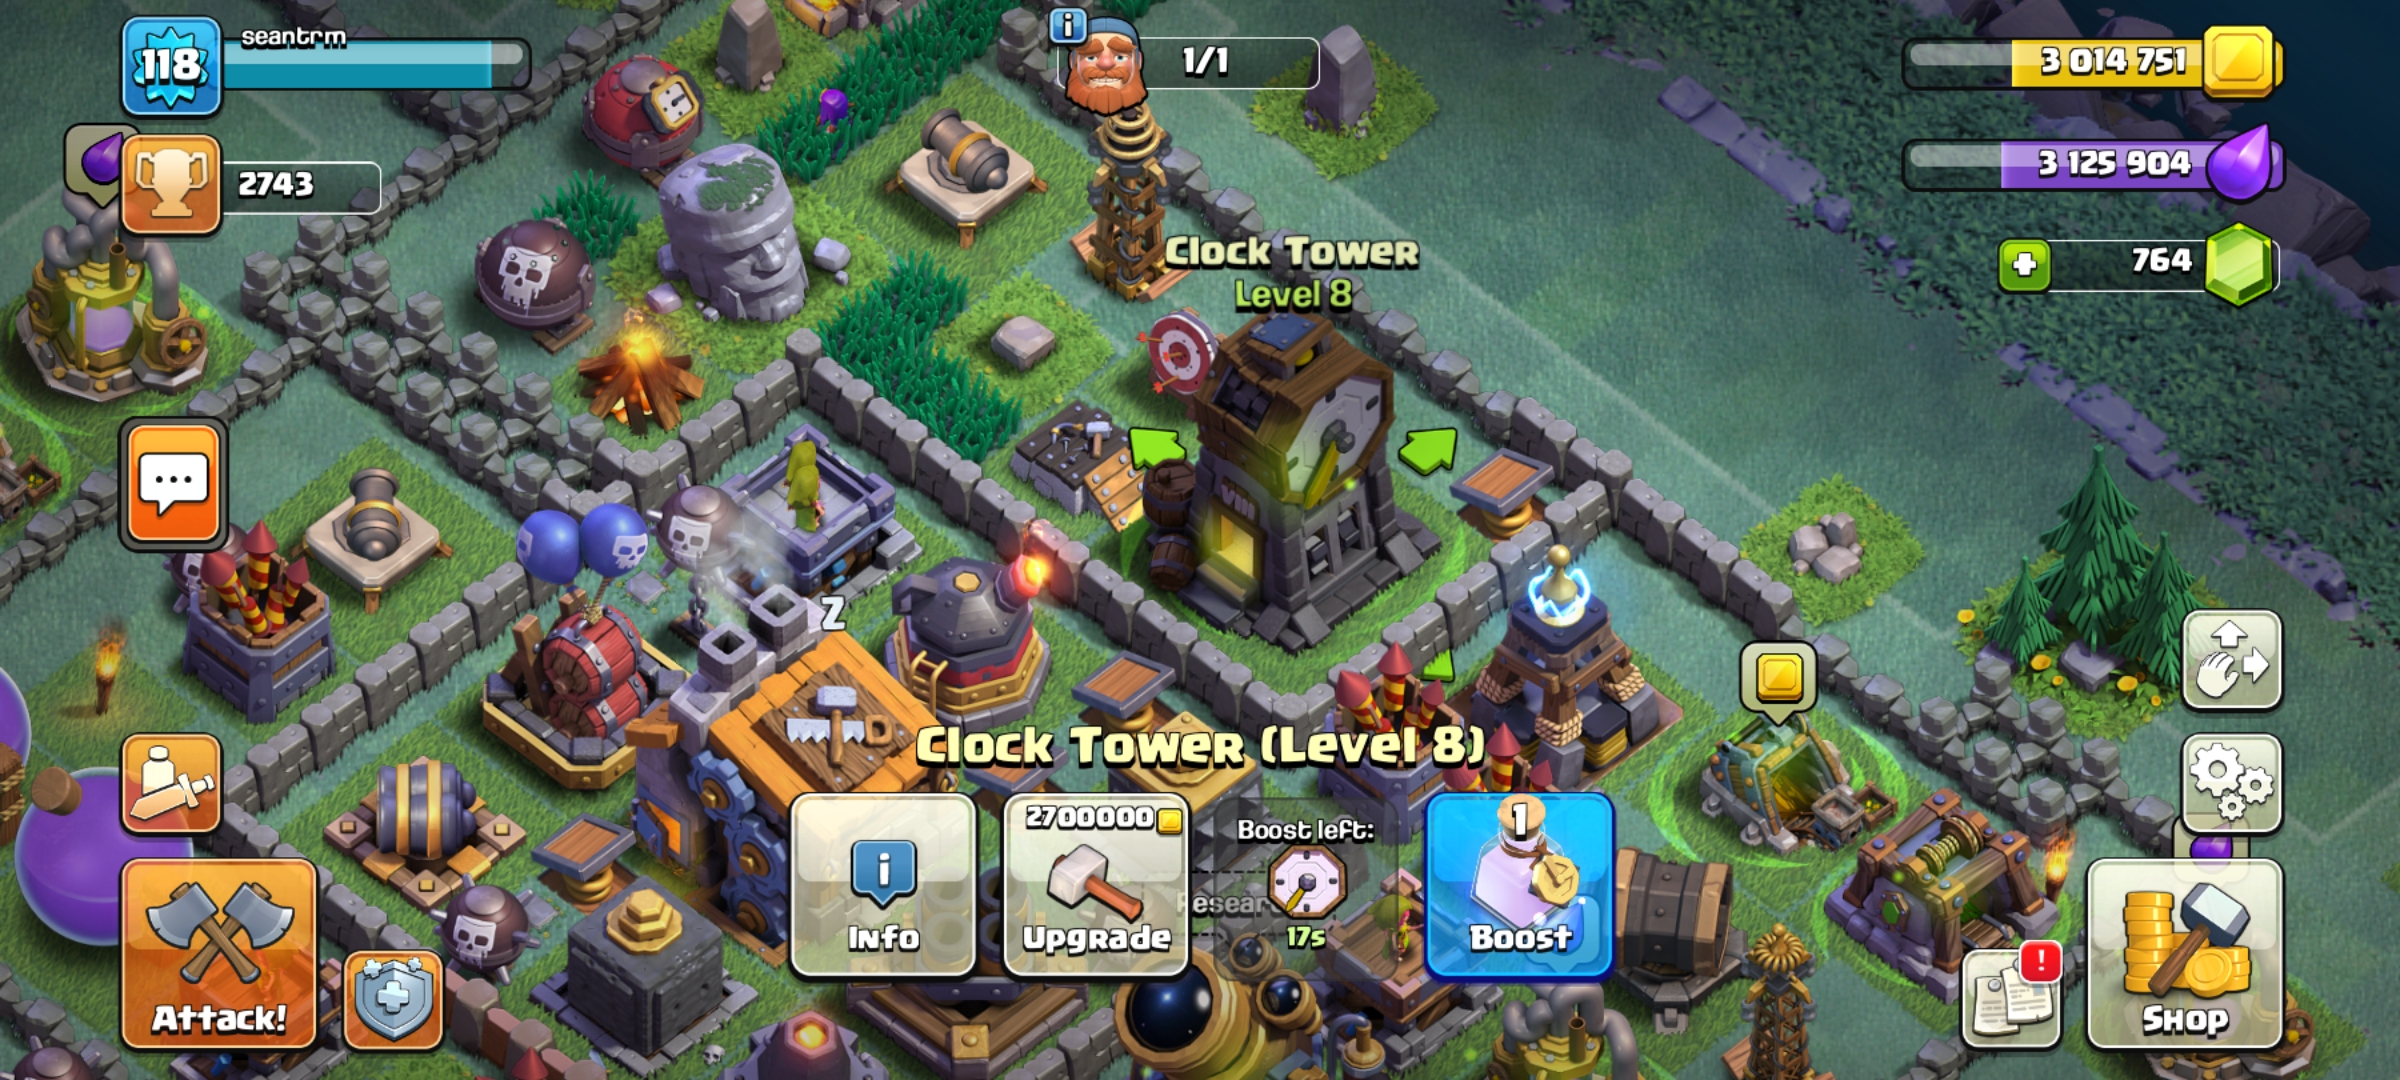 118
seantrm
1/1
3 014 751
2743
3 125 904
764
Clock Tower
Level 8
VIII
Z
Clock Tower (Level 8)
Info
2700000
Upgrade
Boost left:
17s
1
Boost
Attack!
!
Shop